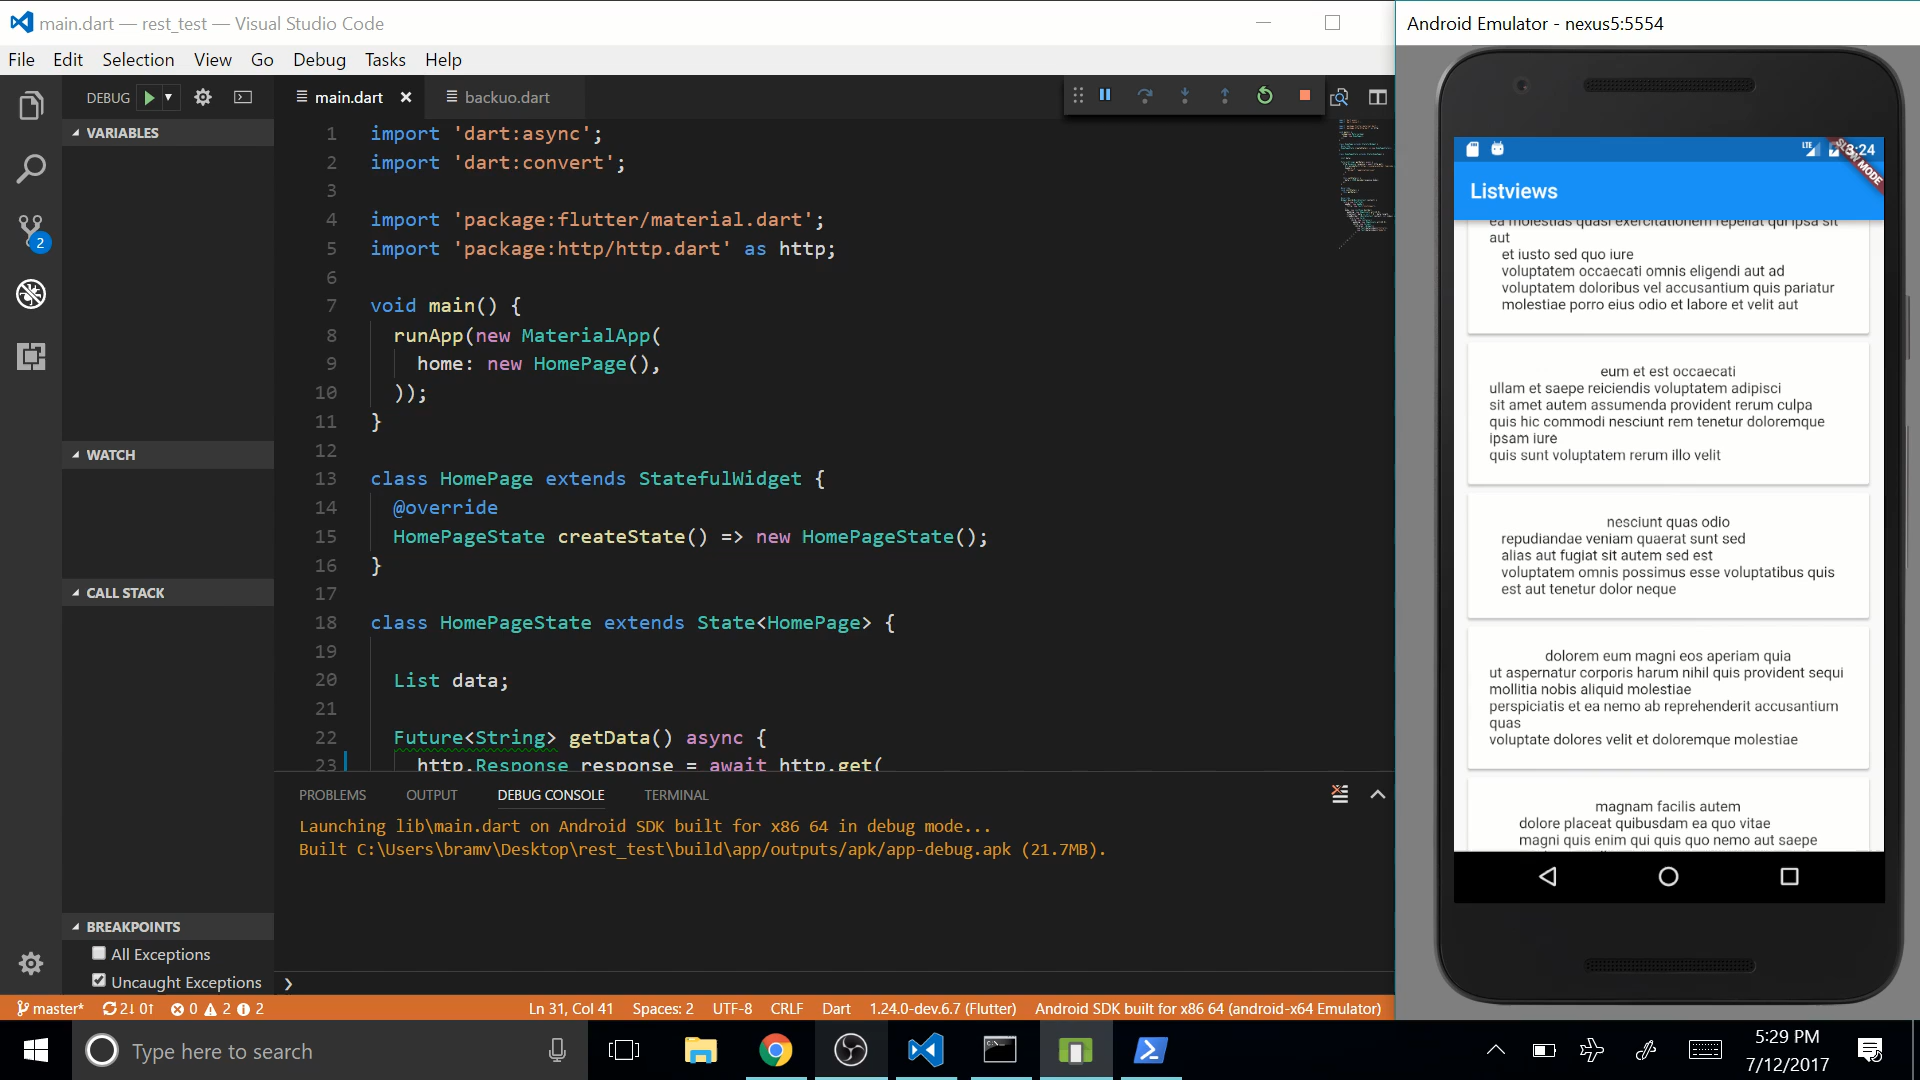 main.dart — rest_test — Visual Studio Code
File Edit Selection View Go Debug Tasks Help
DEBUG
main.dart
backuo.dart
VARIABLES
WATCH
CALL STACK
BREAKPOINTS
All Exceptions
Uncaught Exceptions
2
1 import 'dart:async';
2 import 'dart:convert';
3
4 import 'package:flutter/material.dart';
5 import 'package:http/http.dart' as http;
6
7 void main() {
8 runApp(new MaterialApp(
9 home: new HomePage(),
10 ));
11 }
12
13 class HomePage extends StatefulWidget {
14 @override
15 HomePageState createState() => new HomePageState();
16 }
17
18 class HomePageState extends State<HomePage> {
19
20 List data;
21
22 Future<String> getData() async {
23 http.Response response = await http.get(
PROBLEMS OUTPUT DEBUG CONSOLE TERMINAL
Launching lib\main.dart on Android SDK built for x86 64 in debug mode...
Built C:\Users\bramv\Desktop\rest_test\build\app/outputs/apk/app-debug.apk (21.7MB).
master* 2↓ 0↑ 0 2 2
Ln 31, Col 41 Spaces: 2 UTF-8 CRLF Dart 1.24.0-dev.6.7 (Flutter) Android SDK built for x86 64 (android-x64 Emulator)
Android Emulator - nexus5:5554
LTE
:24
SLOW MODE
Listviews
ea molestias quasi exercitationem repellat qui ipsa sit
aut
et iusto sed quo iure
voluptatem occaecati omnis eligendi aut ad
voluptatem doloribus vel accusantium quis pariatur
molestiae porro eius odio et labore et velit aut
eum et est occaecati
ullam et saepe reiciendis voluptatem adipisci
sit amet autem assumenda provident rerum culpa
quis hic commodi nesciunt rem tenetur doloremque
ipsam iure
quis sunt voluptatem rerum illo velit
nesciunt quas odio
repudiandae veniam quaerat sunt sed
alias aut fugiat sit autem sed est
voluptatem omnis possimus esse voluptatibus quis
est aut tenetur dolor neque
dolorem eum magni eos aperiam quia
ut aspernatur corporis harum nihil quis provident sequi
mollitia nobis aliquid molestiae
perspiciatis et ea nemo ab reprehenderit accusantium
quas
voluptate dolores velit et doloremque molestiae
magnam facilis autem
dolore placeat quibusdam ea quo vitae
magni quis enim qui quis quo nemo aut saepe
Type here to search
5:29 PM
7/12/2017